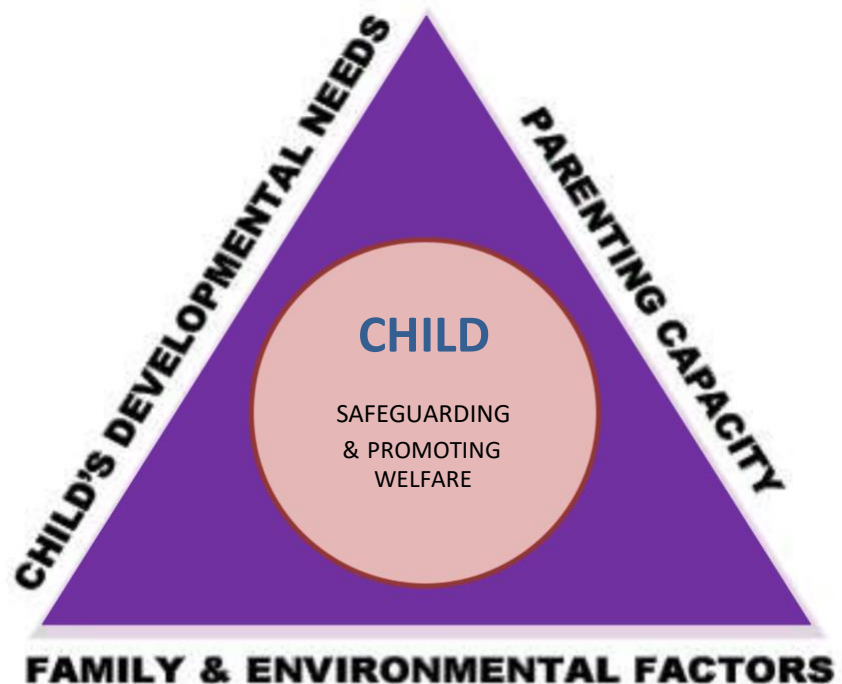 CHILD'S DEVELOPMENTAL NEEDS
PARENTING CAPACITY
CHILD
SAFEGUARDING
& PROMOTING
WELFARE
FAMILY & ENVIRONMENTAL FACTORS